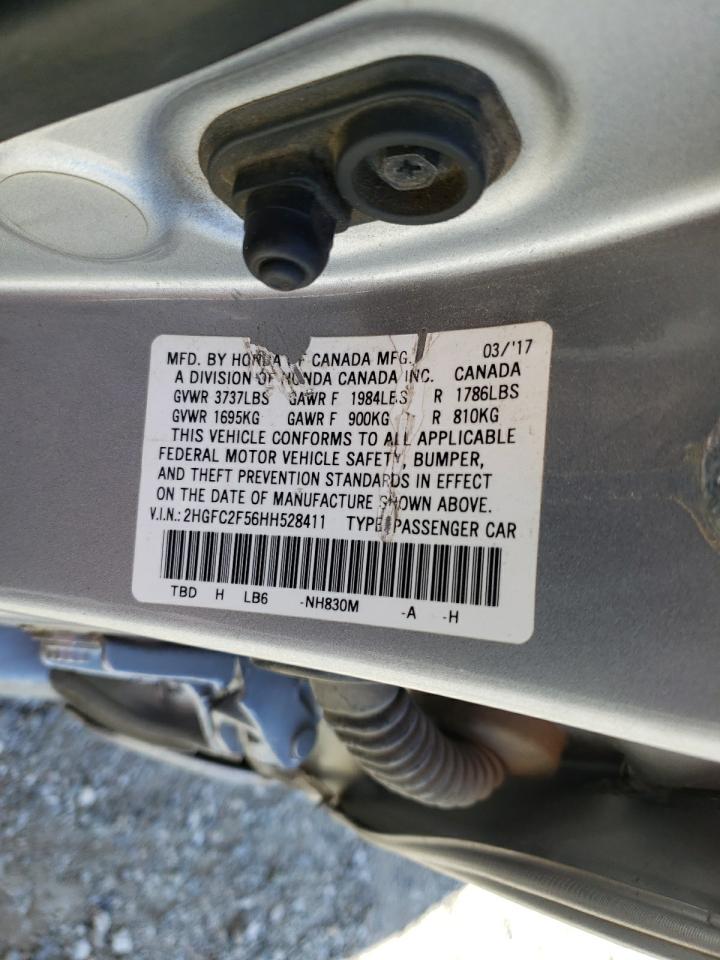 MFD. BY HONDA OF CANADA MFG. 03/'17
A DIVISION OF HONDA CANADA INC. CANADA
GVWR 3737LBS GAWR F 1984LBS R 1786LBS
GVWR 1695KG GAWR F 900KG R 810KG
THIS VEHICLE CONFORMS TO ALL APPLICABLE
FEDERAL MOTOR VEHICLE SAFETY, BUMPER,
AND THEFT PREVENTION STANDARDS IN EFFECT
ON THE DATE OF MANUFACTURE SHOWN ABOVE.
V.I.N.: 2HGFC2F56HH528411 TYPE: PASSENGER CAR
TBD H LB6 -NH830M -A -H